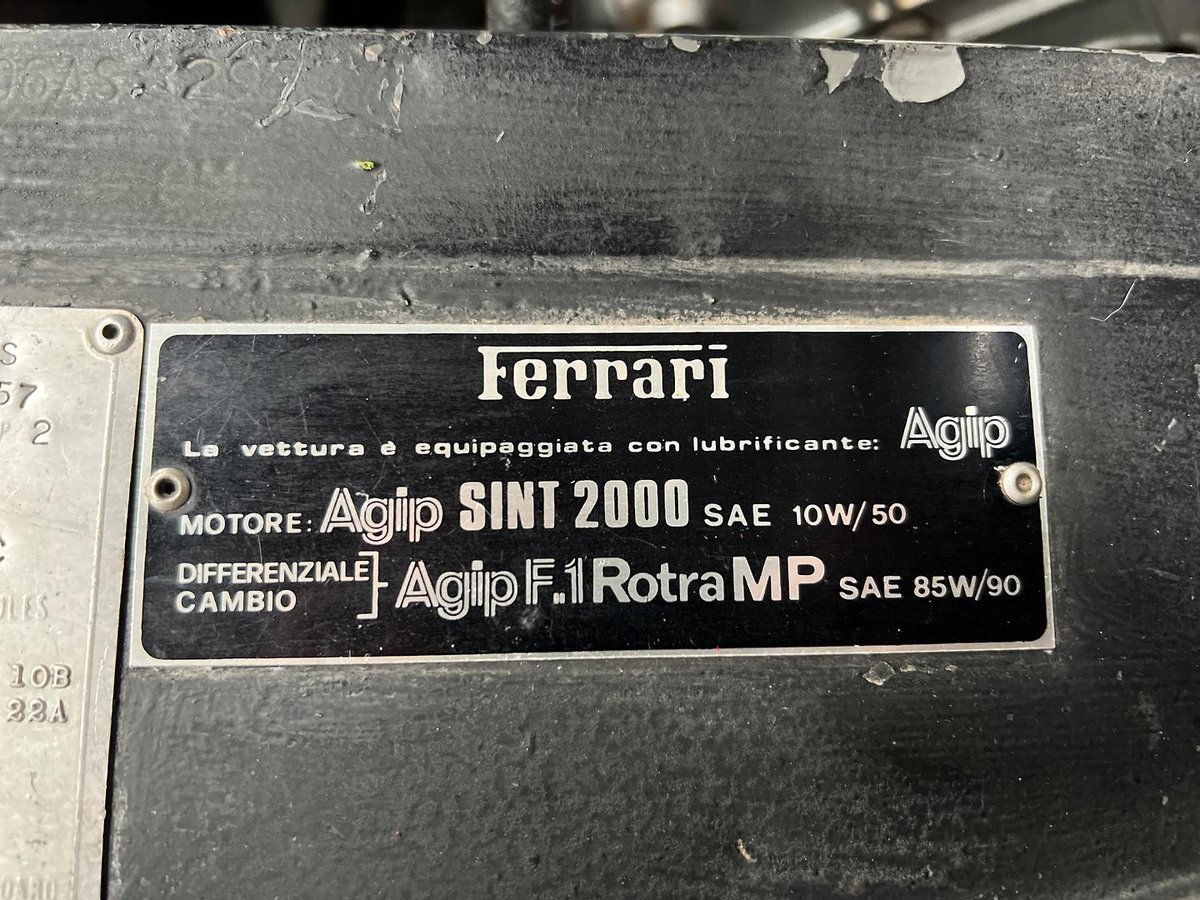 Ferrari
La vettura è equipaggiata con lubrificante: Agip
MOTORE: Agip SINT 2000 SAE 10W/50
DIFFERENZIALE
CAMBIO
Agip F.1 Rotra MP SAE 85W/90
S
57
P 2
10B
22A